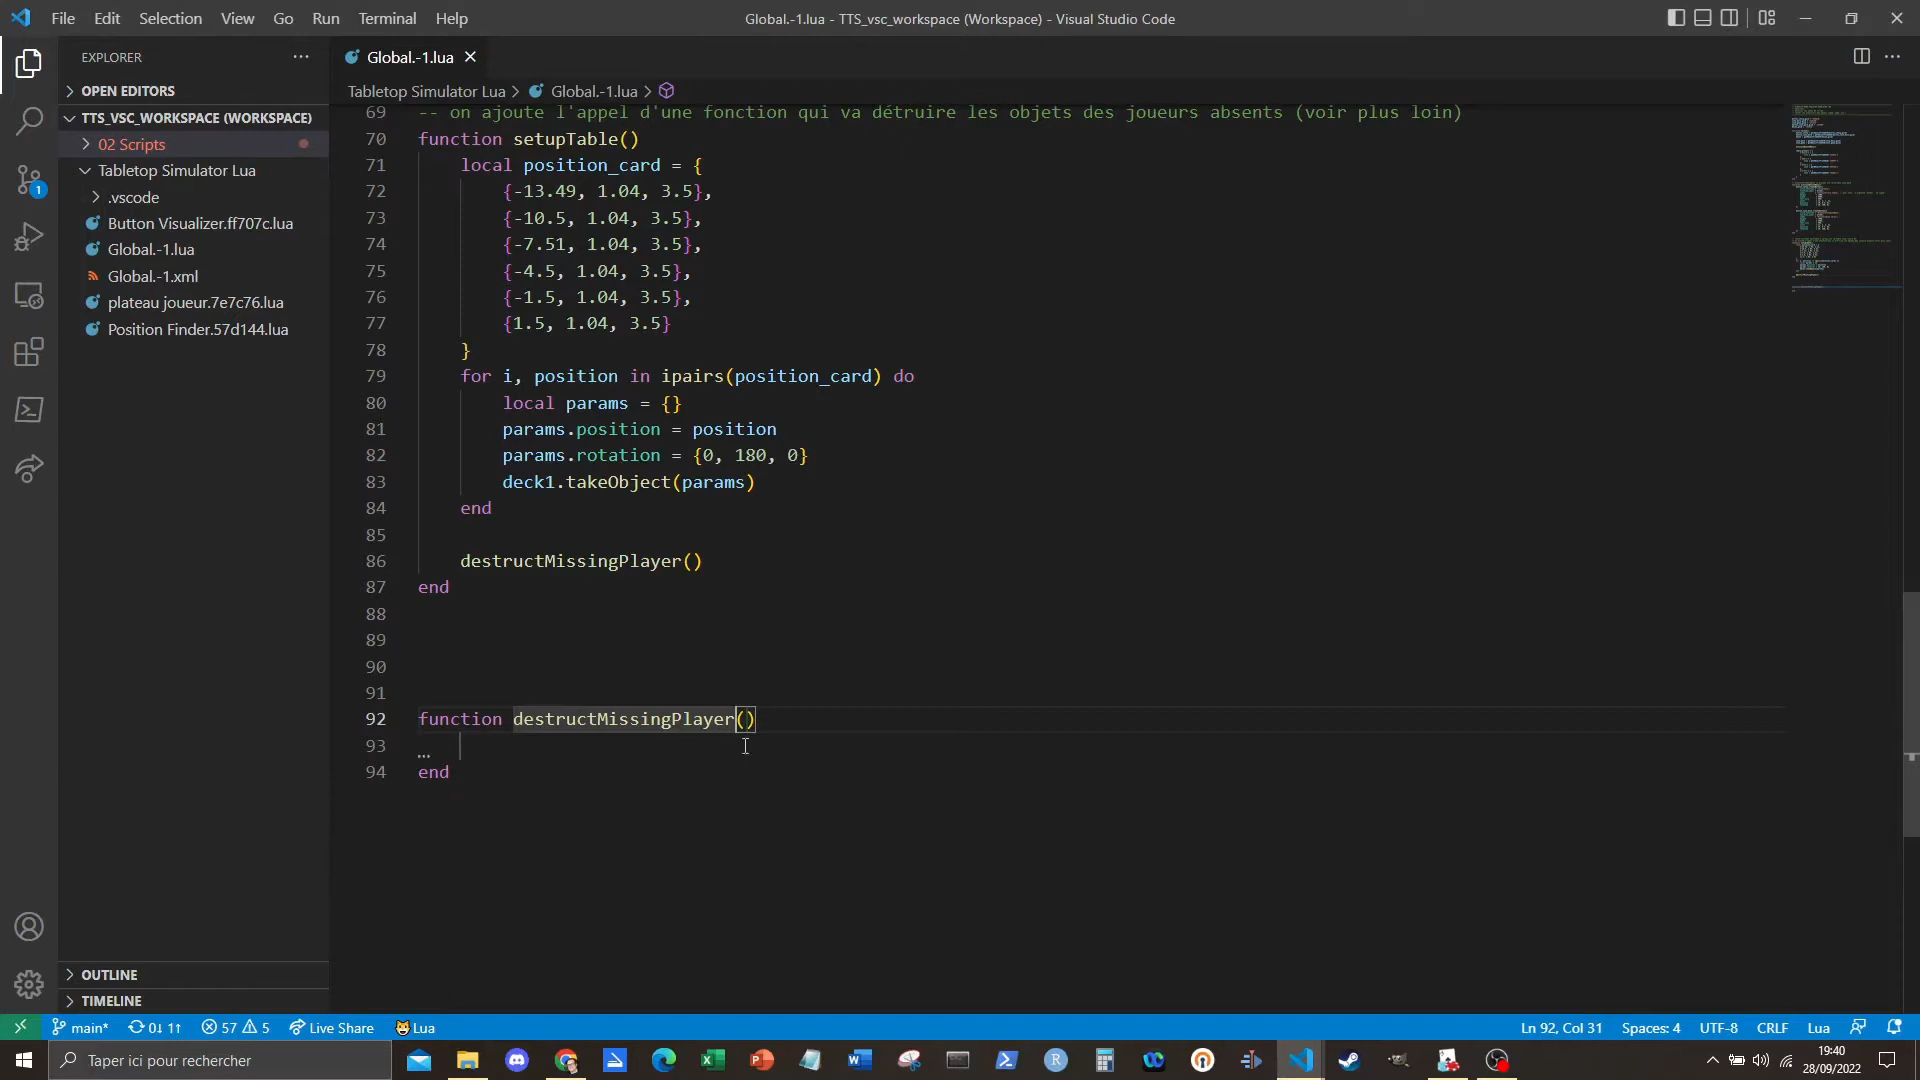 File Edit Selection View Go Run Terminal Help
Global.-1.lua - TTS_vsc_workspace (Workspace) - Visual Studio Code
EXPLORER
Global.-1.lua
OPEN EDITORS
Tabletop Simulator Lua > Global.-1.lua >
TTS_VSC_WORKSPACE (WORKSPACE)
02 Scripts
Tabletop Simulator Lua
.vscode
Button Visualizer.ff707c.lua
Global.-1.lua
Global.-1.xml
plateau joueur.7e7c76.lua
Position Finder.57d144.lua
1
OUTLINE
TIMELINE
69 -- on ajoute l'appel d'une fonction qui va détruire les objets des joueurs absents (voir plus loin)
70 function setupTable()
71 local position_card = {
72 {-13.49, 1.04, 3.5},
73 {-10.5, 1.04, 3.5},
74 {-7.51, 1.04, 3.5},
75 {-4.5, 1.04, 3.5},
76 {-1.5, 1.04, 3.5},
77 {1.5, 1.04, 3.5}
78 }
79 for i, position in ipairs(position_card) do
80 local params = {}
81 params.position = position
82 params.rotation = {0, 180, 0}
83 deck1.takeObject(params)
84 end
85
86 destructMissingPlayer()
87 end
88
89
90
91
92 function destructMissingPlayer()
93 ...
94 end
main* 0↓ 1↑ 57 5 Live Share Lua
Ln 92, Col 31 Spaces: 4 UTF-8 CRLF Lua
Taper ici pour rechercher
19:40
28/09/2022